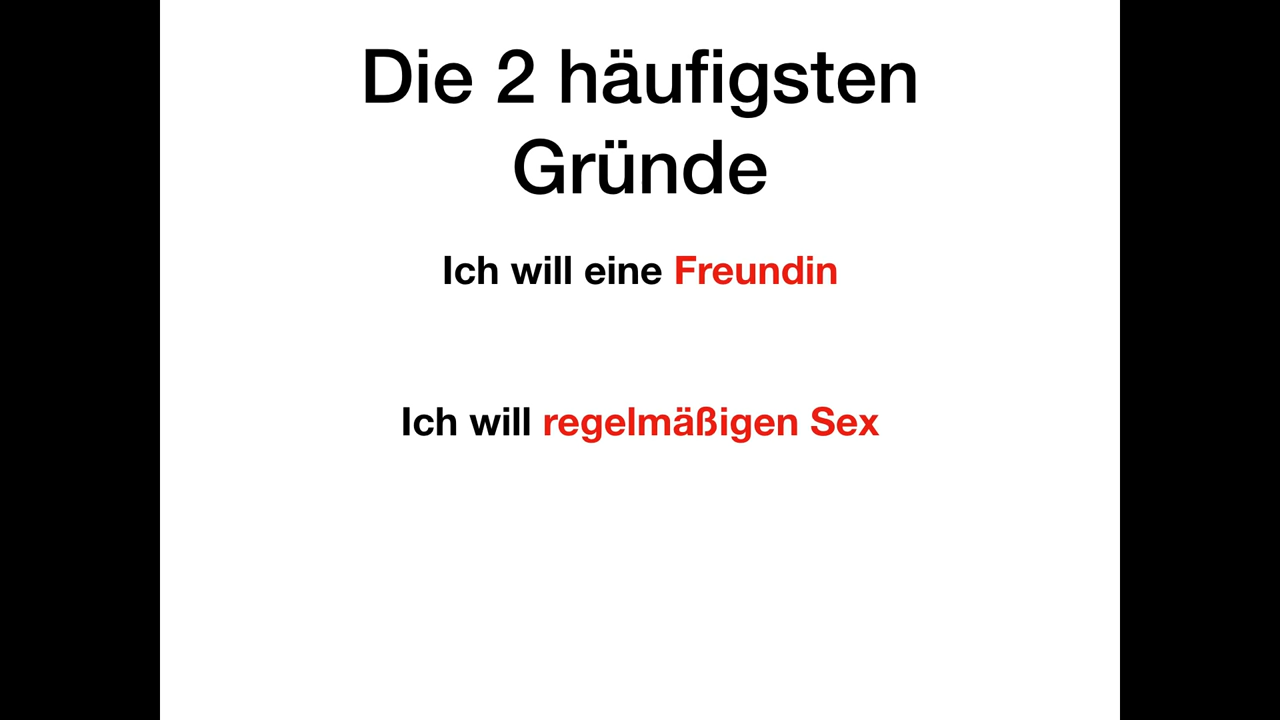 Die 2 häufigsten
Gründe
Ich will eine Freundin
Ich will regelmäßigen Sex